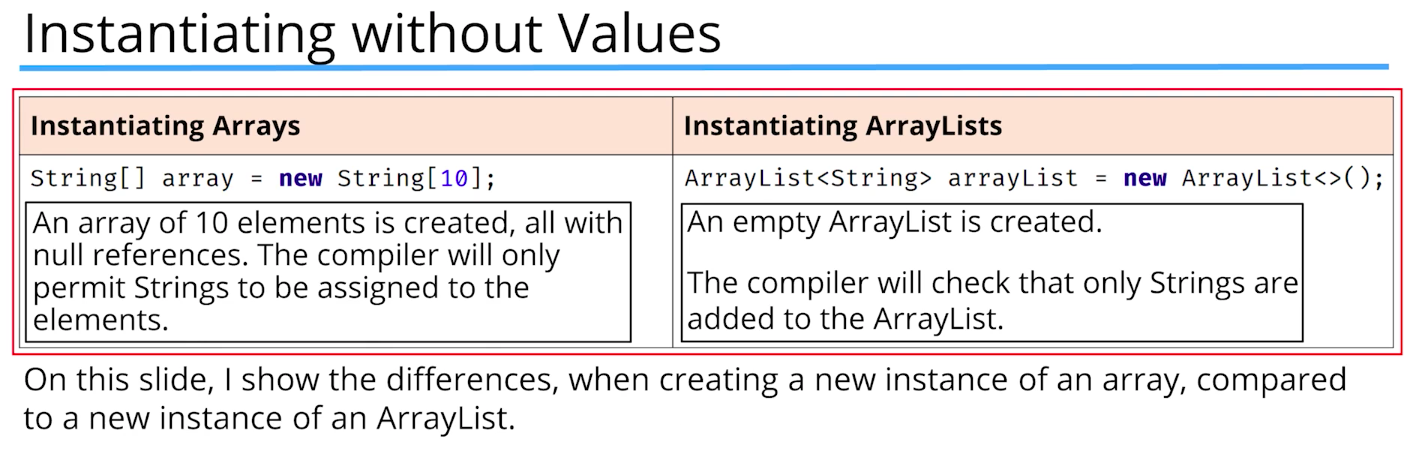 Instantiating without Values
Instantiating Arrays
String[] array = new String[10];
An array of 10 elements is created, all with
null references. The compiler will only
permit Strings to be assigned to the
elements.
Instantiating ArrayLists
ArrayList<String> arrayList = new ArrayList<>();
An empty ArrayList is created.
The compiler will check that only Strings are
added to the ArrayList.
On this slide, I show the differences, when creating a new instance of an array, compared
to a new instance of an ArrayList.